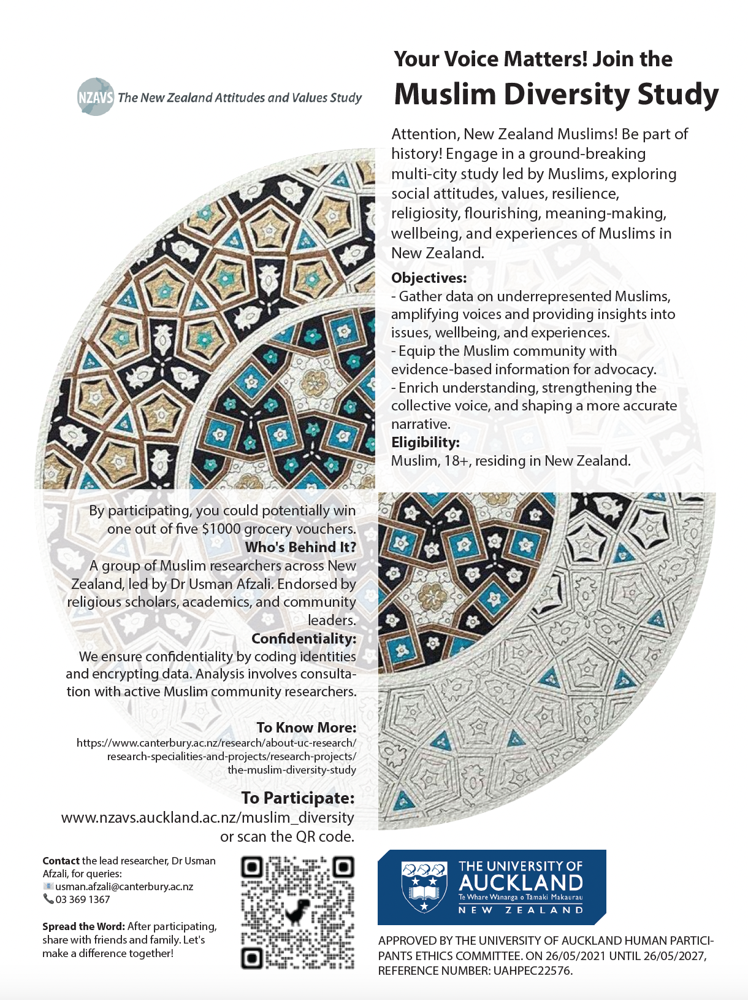 NZAVS The New Zealand Attitudes and Values Study
Your Voice Matters! Join the
Muslim Diversity Study
Attention, New Zealand Muslims! Be part of
history! Engage in a ground-breaking
multi-city study led by Muslims, exploring
social attitudes, values, resilience,
religiosity, flourishing, meaning-making,
wellbeing, and experiences of Muslims in
New Zealand.
Objectives:
- Gather data on underrepresented Muslims,
amplifying voices and providing insights into
issues, wellbeing, and experiences.
- Equip the Muslim community with
evidence-based information for advocacy.
- Enrich understanding, strengthening the
collective voice, and shaping a more accurate
narrative.
Eligibility:
Muslim, 18+, residing in New Zealand.
By participating, you could potentially win
one out of five $1000 grocery vouchers.
Who's Behind It?
A group of Muslim researchers across New
Zealand, led by Dr Usman Afzali. Endorsed by
religious scholars, academics, and community
leaders.
Confidentiality:
We ensure confidentiality by coding identities
and encrypting data. Analysis involves consulta-
tion with active Muslim community researchers.
To Know More:
https://www.canterbury.ac.nz/research/about-uc-research/
research-specialities-and-projects/research-projects/
the-muslim-diversity-study
To Participate:
www.nzavs.auckland.ac.nz/muslim_diversity
or scan the QR code.
Contact the lead researcher, Dr Usman
Afzali, for queries:
usman.afzali@canterbury.ac.nz
03 369 1367
Spread the Word: After participating,
share with friends and family. Let's
make a difference together!
THE UNIVERSITY OF
AUCKLAND
Te Whare Wānanga o Tāmaki Makaurau
NEW ZEALAND
APPROVED BY THE UNIVERSITY OF AUCKLAND HUMAN PARTICI-
PANTS ETHICS COMMITTEE. ON 26/05/2021 UNTIL 26/05/2027,
REFERENCE NUMBER: UAHPEC22576.